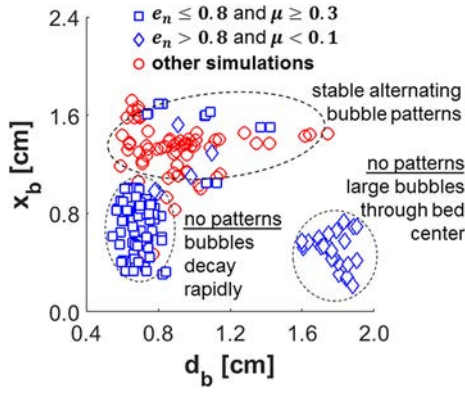 eₙ ≤ 0.8 and μ ≥ 0.3
eₙ > 0.8 and μ < 0.1
other simulations
stable alternating
bubble patterns
no patterns
large bubbles
through bed
center
no patterns
bubbles
decay
rapidly
2.4
1.6
0.8
0.0
x_b [cm]
0.4
0.8
1.2
1.6
2.0
d_b [cm]